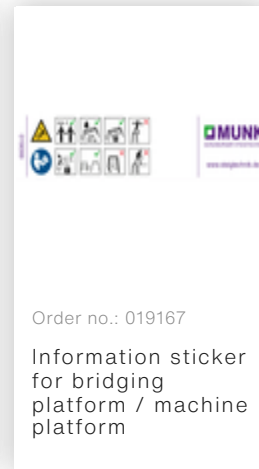 MUNK
Order no.: 019167
Information sticker
for bridging
platform / machine
platform